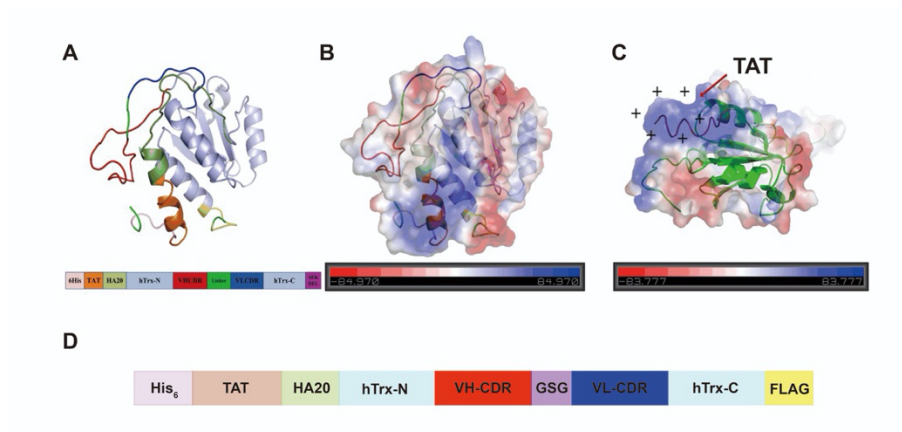 A
B
C
TAT
+ + + + + +
6His TAT HA20 hTrx-N VHCDR Linker VLCDR hTrx-C
-84.970 84.970
-83.777 83.777
D
His6 TAT HA20 hTrx-N VH-CDR GSG VL-CDR hTrx-C FLAG